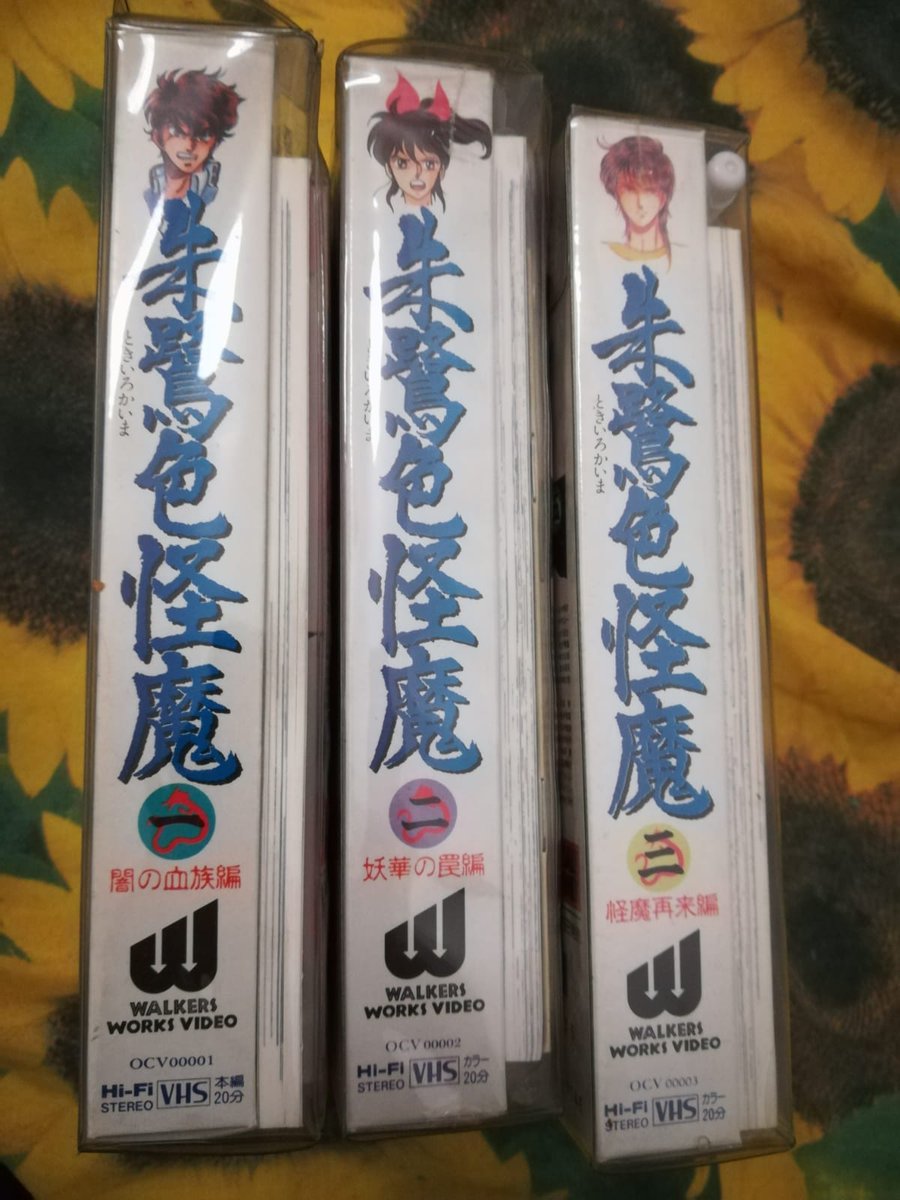 朱鷺色怪魔
ときいろかいま
一
闇の血族編
WALKERS
WORKS VIDEO
OCV00001
Hi-Fi
STEREO
VHS
本編
20分
朱鷺色怪魔
二
妖華の罠編
WALKERS
WORKS VIDEO
OCV00002
Hi-Fi
STEREO
VHS
カラー
20分
朱鷺色怪魔
ときいろかいま
三
怪魔再来編
WALKERS
WORKS VIDEO
OCV00003
Hi-Fi
STEREO
VHS
カラー
20分